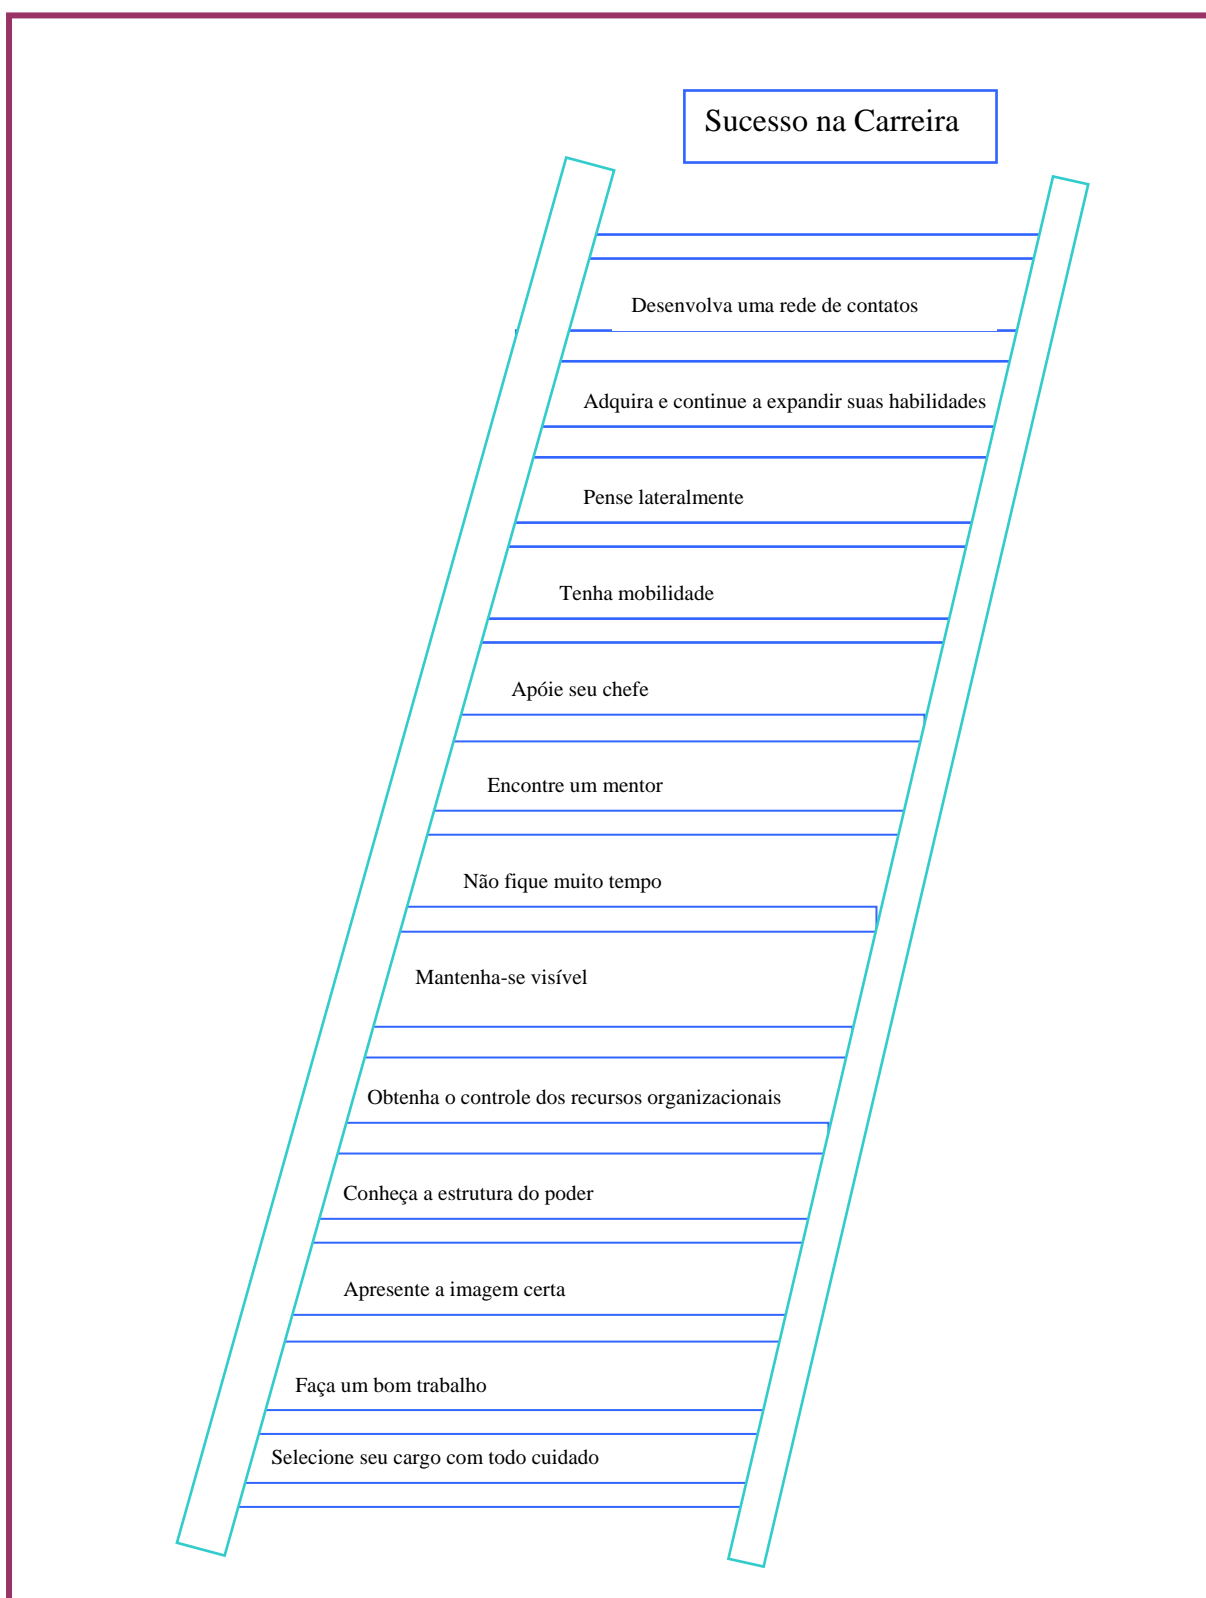 Sucesso na Carreira
Desenvolva uma rede de contatos
Adquira e continue a expandir suas habilidades
Pense lateralmente
Tenha mobilidade
Apóie seu chefe
Encontre um mentor
Não fique muito tempo
Mantenha-se visível
Obtenha o controle dos recursos organizacionais
Conheça a estrutura do poder
Apresente a imagem certa
Faça um bom trabalho
Selecione seu cargo com todo cuidado